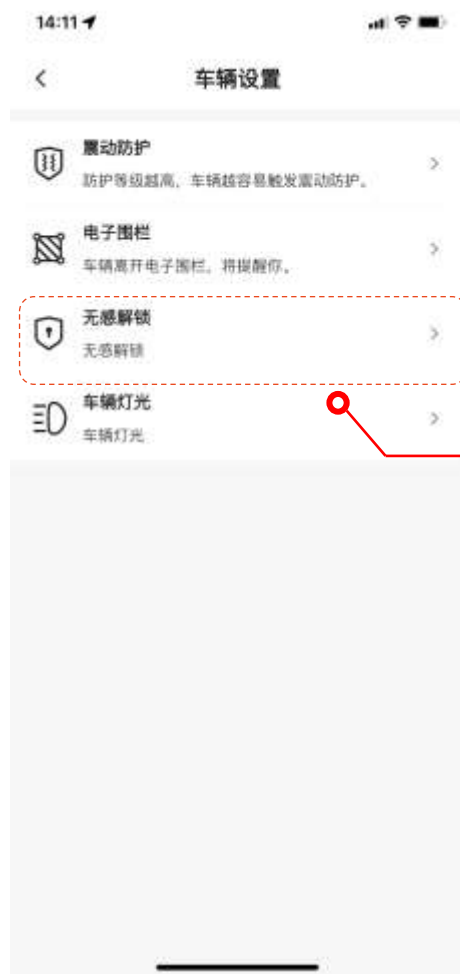 14:11
车辆设置
震动防护
防护等级越高，车辆越容易触发震动防护。
电子围栏
车辆离开电子围栏，将提醒你。
无感解锁
无感解锁
车辆灯光
车辆灯光